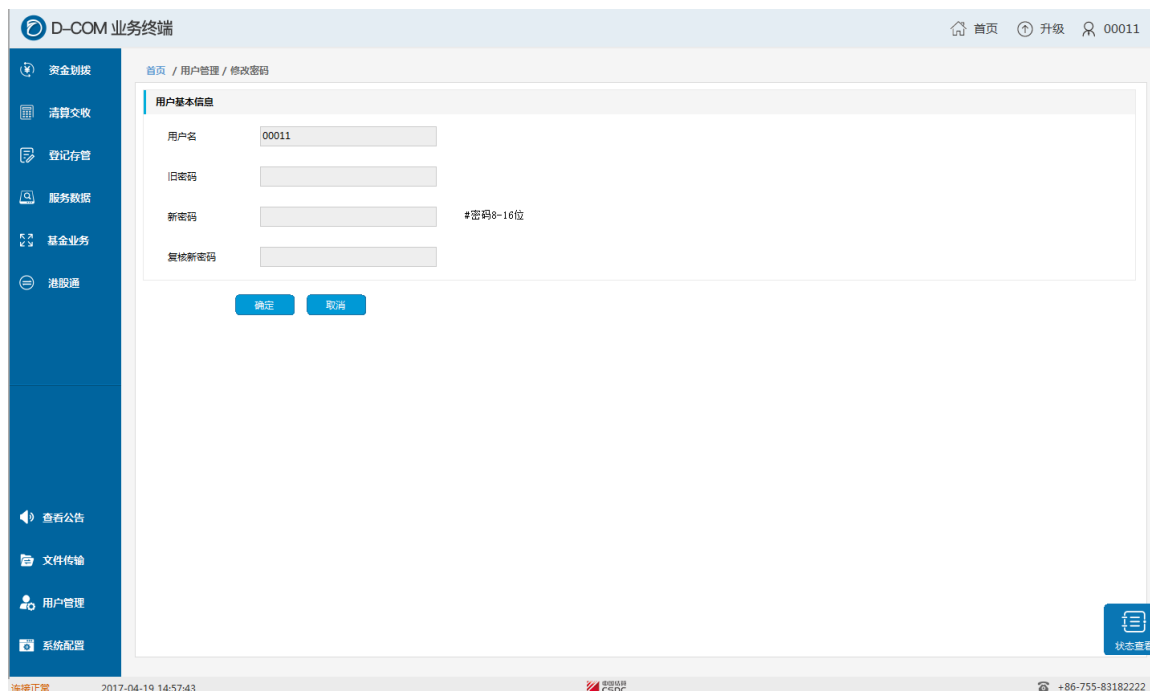 D-COM 业务终端
首页 升级 00011
资金划拨
清算交收
登记存管
服务数据
基金业务
港股通
查看公告
文件传输
用户管理
系统配置
首页 / 用户管理 / 修改密码
用户基本信息
用户名 00011
旧密码
新密码 #密码8-16位
复核新密码
确定 取消
状态查看
连接正常 2017-04-19 14:57:43
中国结算
CSDC
+86-755-83182222